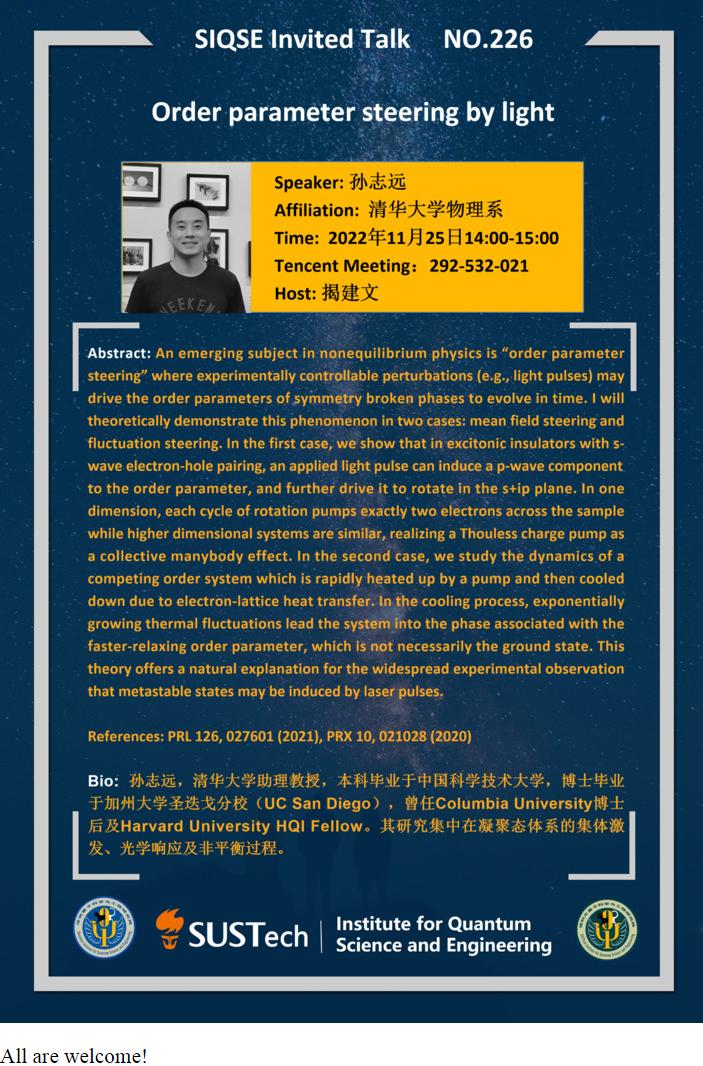 SIQSE Invited Talk NO.226
Order parameter steering by light
Speaker: 孙志远
Affiliation: 清华大学物理系
Time: 2022年11月25日14:00-15:00
Tencent Meeting：292-532-021
Host: 揭建文
WEEKEN
Abstract: An emerging subject in nonequilibrium physics is “order parameter
steering” where experimentally controllable perturbations (e.g., light pulses) may
drive the order parameters of symmetry broken phases to evolve in time. I will
theoretically demonstrate this phenomenon in two cases: mean field steering and
fluctuation steering. In the first case, we show that in excitonic insulators with s-
wave electron-hole pairing, an applied light pulse can induce a p-wave component
to the order parameter, and further drive it to rotate in the s+ip plane. In one
dimension, each cycle of rotation pumps exactly two electrons across the sample
while higher dimensional systems are similar, realizing a Thouless charge pump as
a collective manybody effect. In the second case, we study the dynamics of a
competing order system which is rapidly heated up by a pump and then cooled
down due to electron-lattice heat transfer. In the cooling process, exponentially
growing thermal fluctuations lead the system into the phase associated with the
faster-relaxing order parameter, which is not necessarily the ground state. This
theory offers a natural explanation for the widespread experimental observation
that metastable states may be induced by laser pulses.
References: PRL 126, 027601 (2021), PRX 10, 021028 (2020)
Bio: 孙志远，清华大学助理教授，本科毕业于中国科学技术大学，博士毕业
于加州大学圣迭戈分校（UC San Diego），曾任Columbia University博士
后及Harvard University HQI Fellow。其研究集中在凝聚态体系的集体激
发、光学响应及非平衡过程。
SUSTech
Institute for Quantum
Science and Engineering
All are welcome!